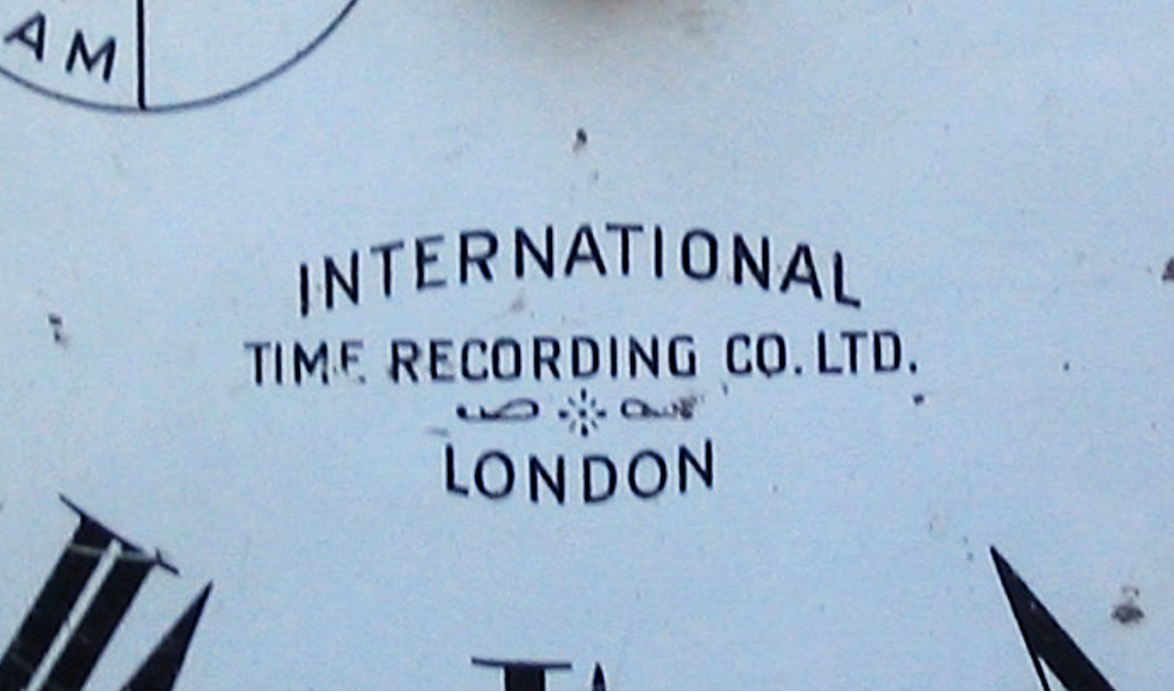 AM
INTERNATIONAL
TIME RECORDING CO. LTD.
LONDON